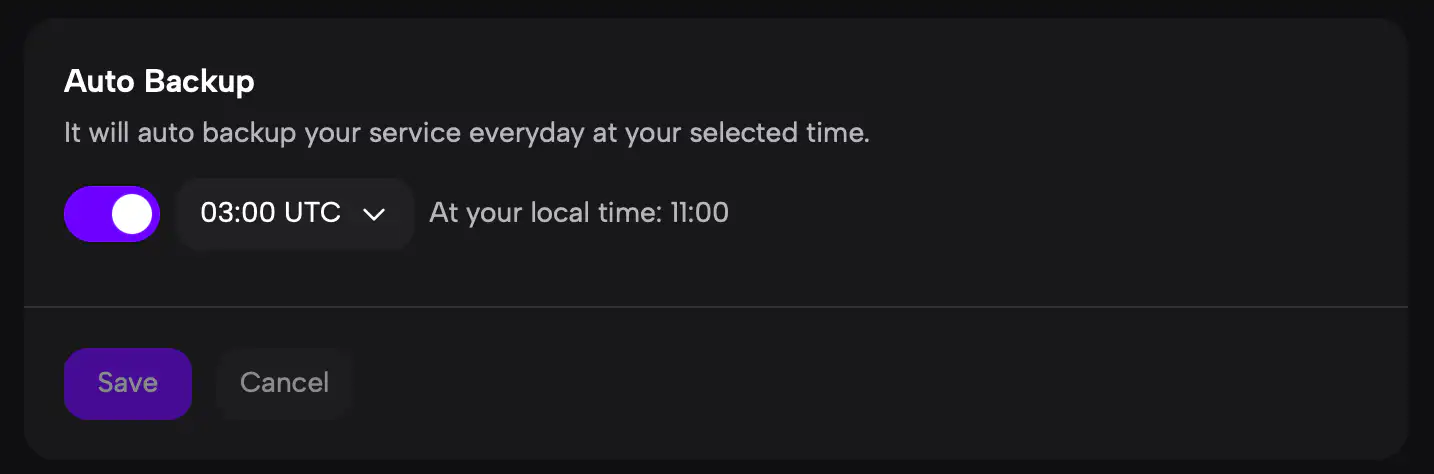 Auto Backup
It will auto backup your service everyday at your selected time.
03:00 UTC At your local time: 11:00
Save Cancel